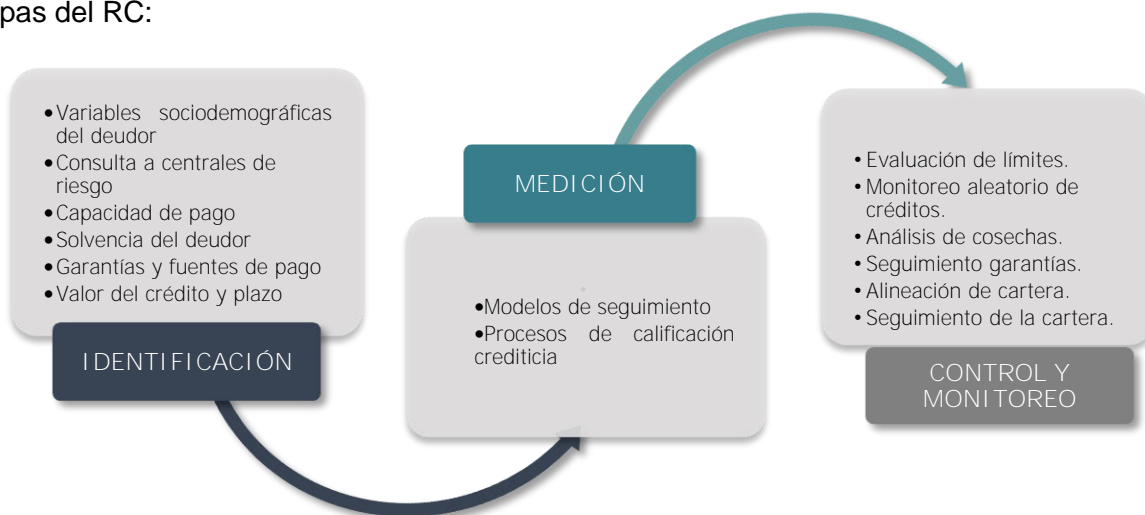 pas del RC:
•Variables sociodemográficas
del deudor
•Consulta a centrales de
riesgo
•Capacidad de pago
•Solvencia del deudor
•Garantías y fuentes de pago
•Valor del crédito y plazo
IDENTIFICACIÓN
MEDICIÓN
•Modelos de seguimiento
•Procesos de calificación
crediticia
• Evaluación de límites.
• Monitoreo aleatorio de
créditos.
• Análisis de cosechas.
• Seguimiento garantías.
• Alineación de cartera.
• Seguimiento de la cartera.
CONTROL Y
MONITOREO